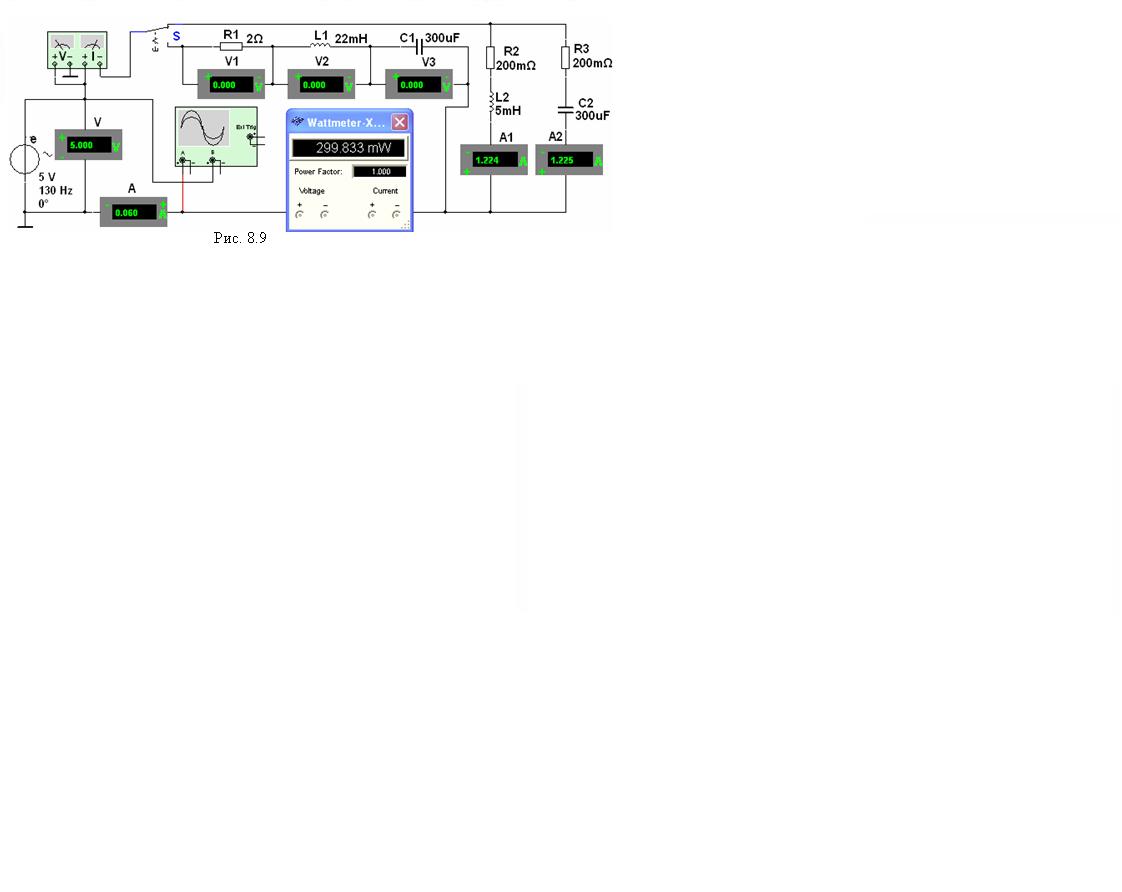 R1 2Ω
L1 22mH
C1 300uF
S
E
V1
V2
V3
R2
200mΩ
R3
200mΩ
+ V - + I -
0.000 V
0.000 V
0.000 V
L2
5mH
C2
300uF
V
5.000 V
Ext Trig
A B
Wattmeter-X...
299.833 mW
Power Factor: 1.000
Voltage Current
+ - + -
e
5 V
130 Hz
0°
A
0.060 A
A1
1.224 A
A2
1.225 A
Рис. 8.9